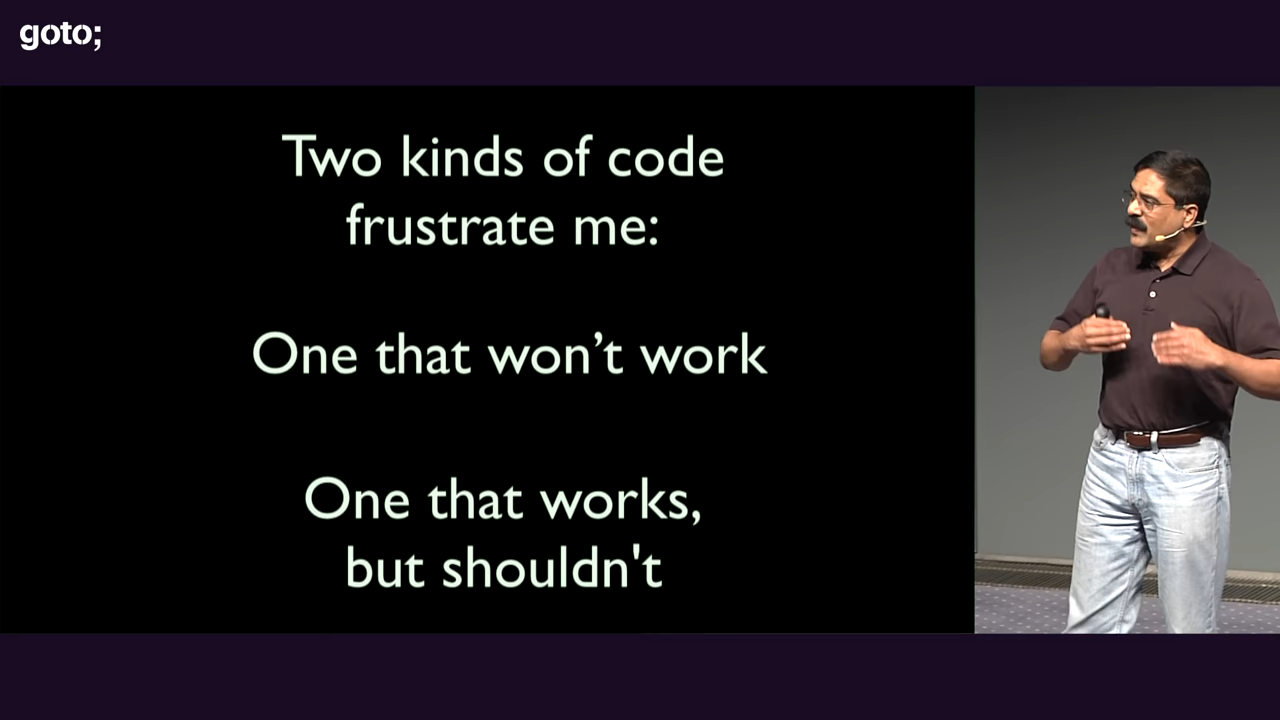 goto;
Two kinds of code
frustrate me:
One that won’t work
One that works,
but shouldn't